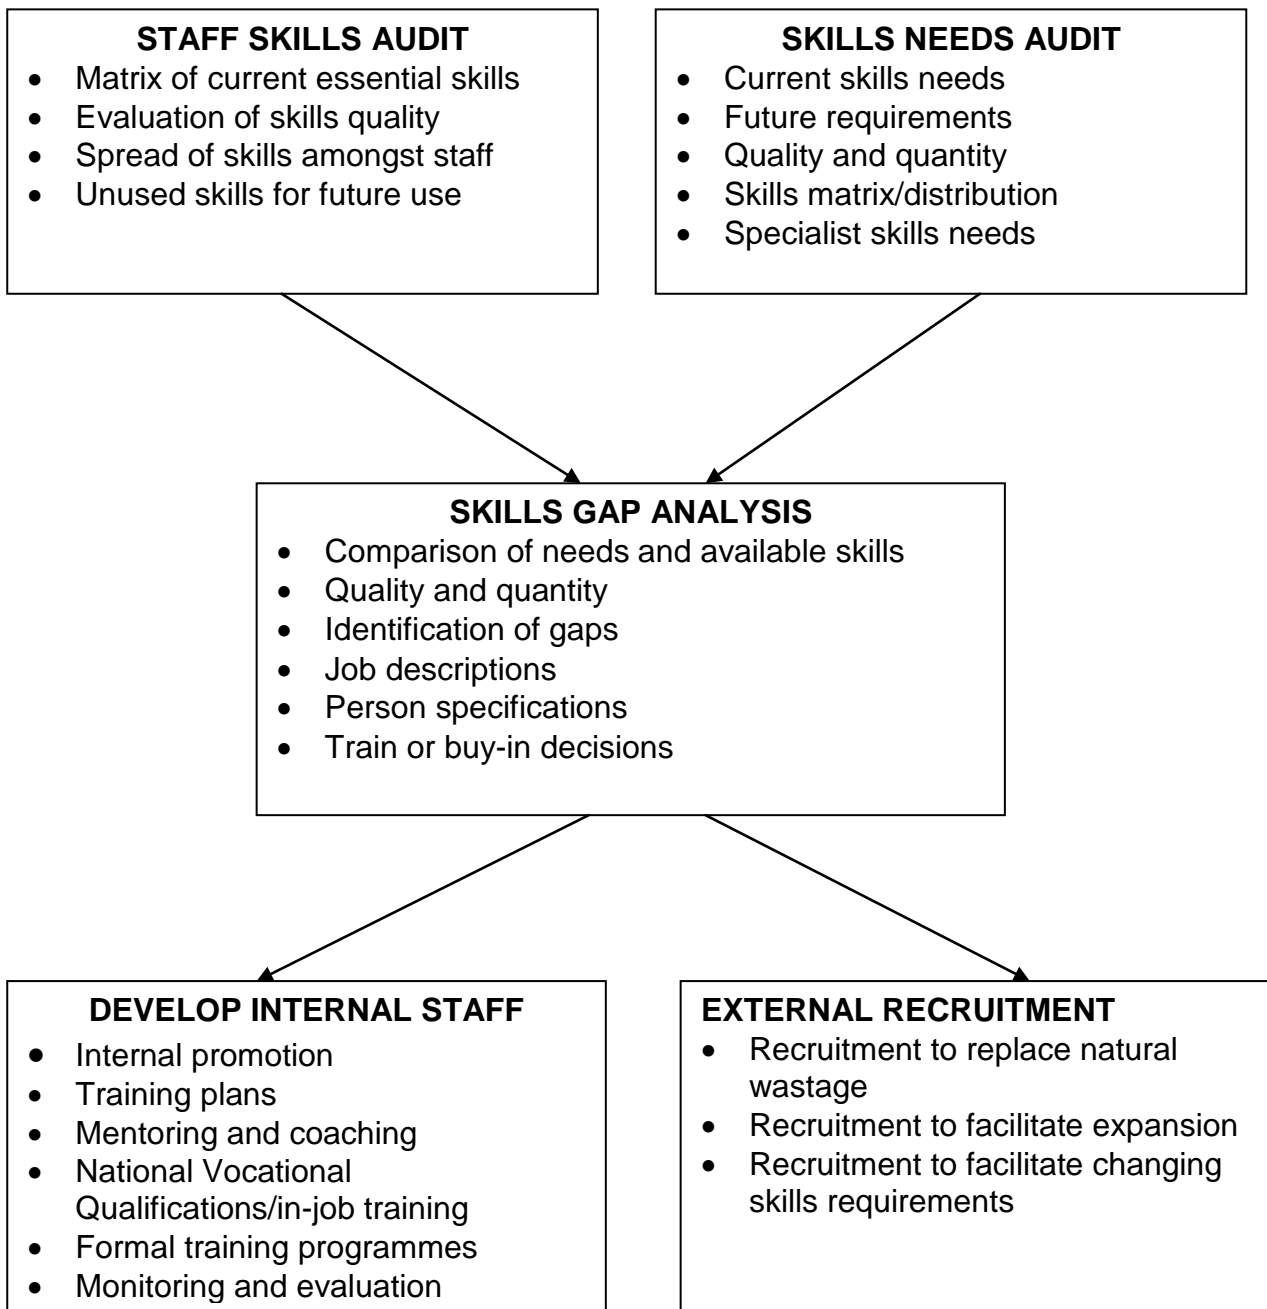 STAFF SKILLS AUDIT
• Matrix of current essential skills
• Evaluation of skills quality
• Spread of skills amongst staff
• Unused skills for future use
SKILLS NEEDS AUDIT
• Current skills needs
• Future requirements
• Quality and quantity
• Skills matrix/distribution
• Specialist skills needs
SKILLS GAP ANALYSIS
• Comparison of needs and available skills
• Quality and quantity
• Identification of gaps
• Job descriptions
• Person specifications
• Train or buy-in decisions
DEVELOP INTERNAL STAFF
• Internal promotion
• Training plans
• Mentoring and coaching
• National Vocational
Qualifications/in-job training
• Formal training programmes
• Monitoring and evaluation
EXTERNAL RECRUITMENT
• Recruitment to replace natural
wastage
• Recruitment to facilitate expansion
• Recruitment to facilitate changing
skills requirements